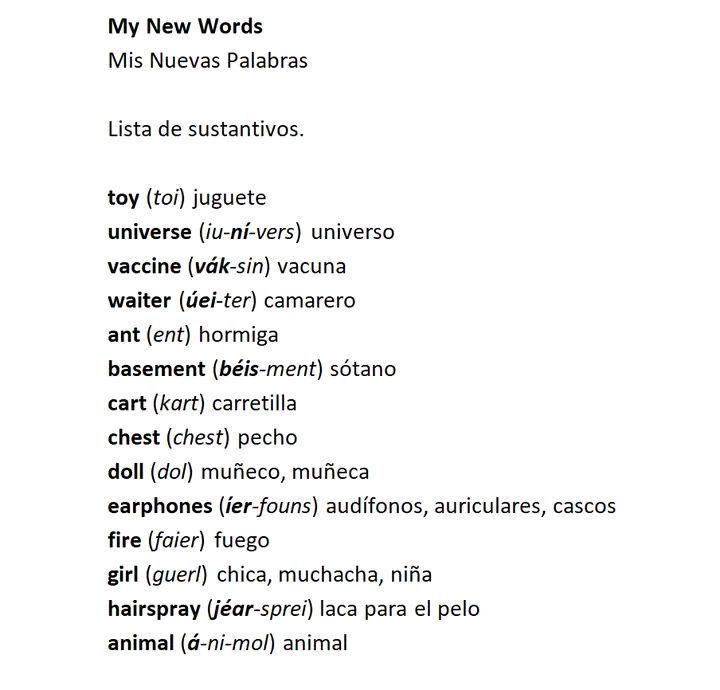 My New Words
Mis Nuevas Palabras
Lista de sustantivos.
toy (toi) juguete
universe (iu-ní-vers) universo
vaccine (vák-sin) vacuna
waiter (úei-ter) camarero
ant (ent) hormiga
basement (béis-ment) sótano
cart (kart) carretilla
chest (chest) pecho
doll (dol) muñeco, muñeca
earphones (íer-founs) audífonos, auriculares, cascos
fire (faier) fuego
girl (guerl) chica, muchacha, niña
hairspray (jéar-sprei) laca para el pelo
animal (á-ni-mol) animal